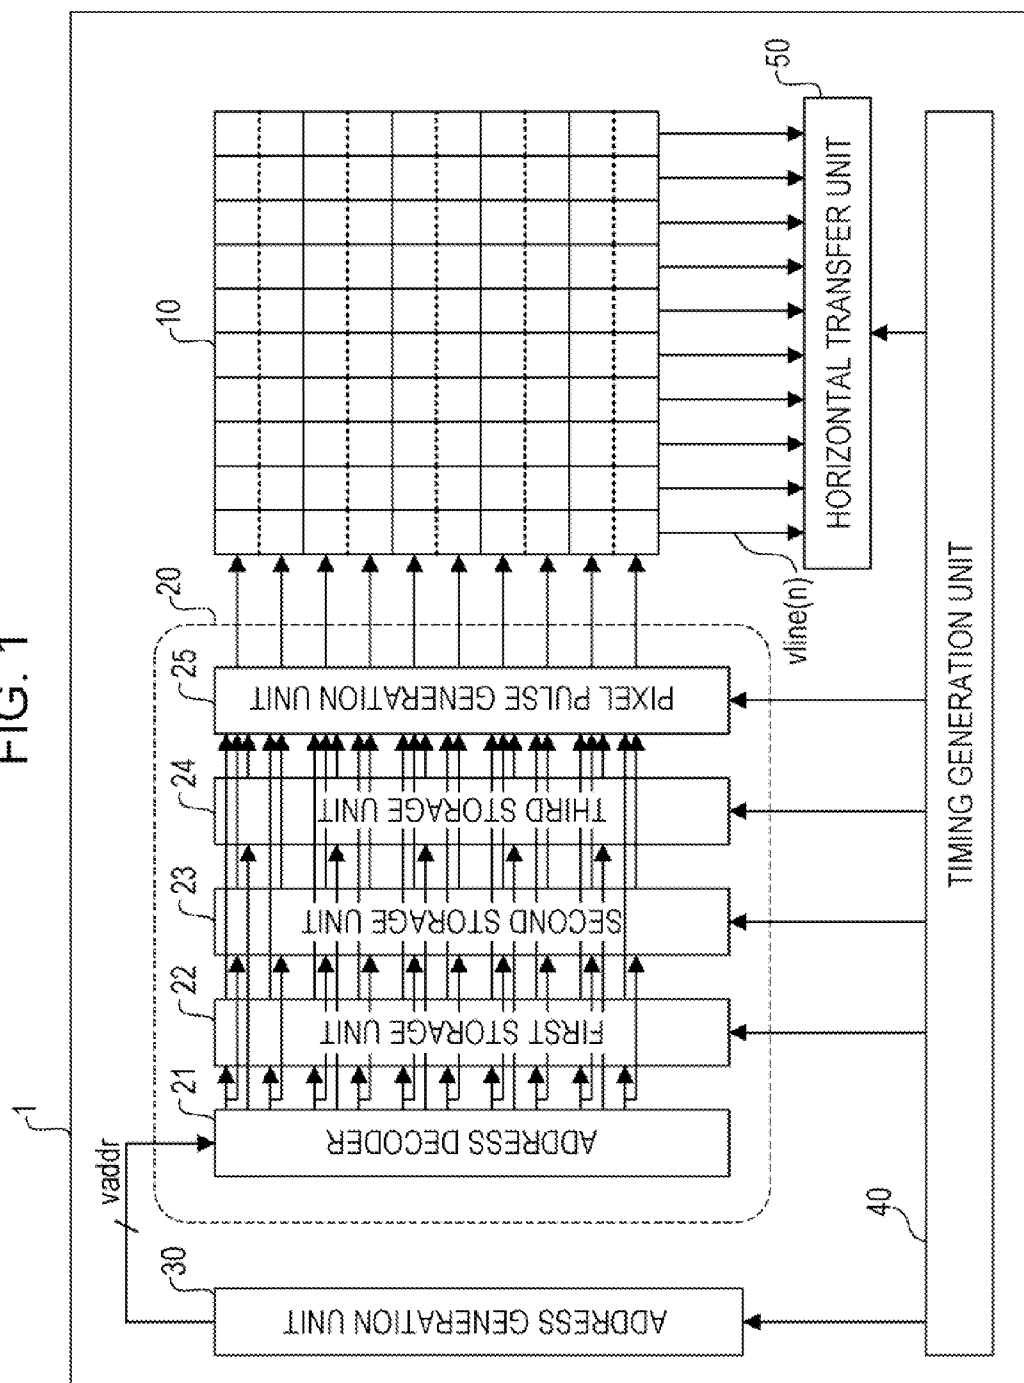 FIG. 1
1
vaddr
30
ADDRESS GENERATION UNIT
21
ADDRESS DECODER
22
FIRST STORAGE UNIT
23
SECOND STORAGE UNIT
24
THIRD STORAGE UNIT
25
PIXEL PULSE GENERATION UNIT
20
10
vline(n)
50
HORIZONTAL TRANSFER UNIT
40
TIMING GENERATION UNIT